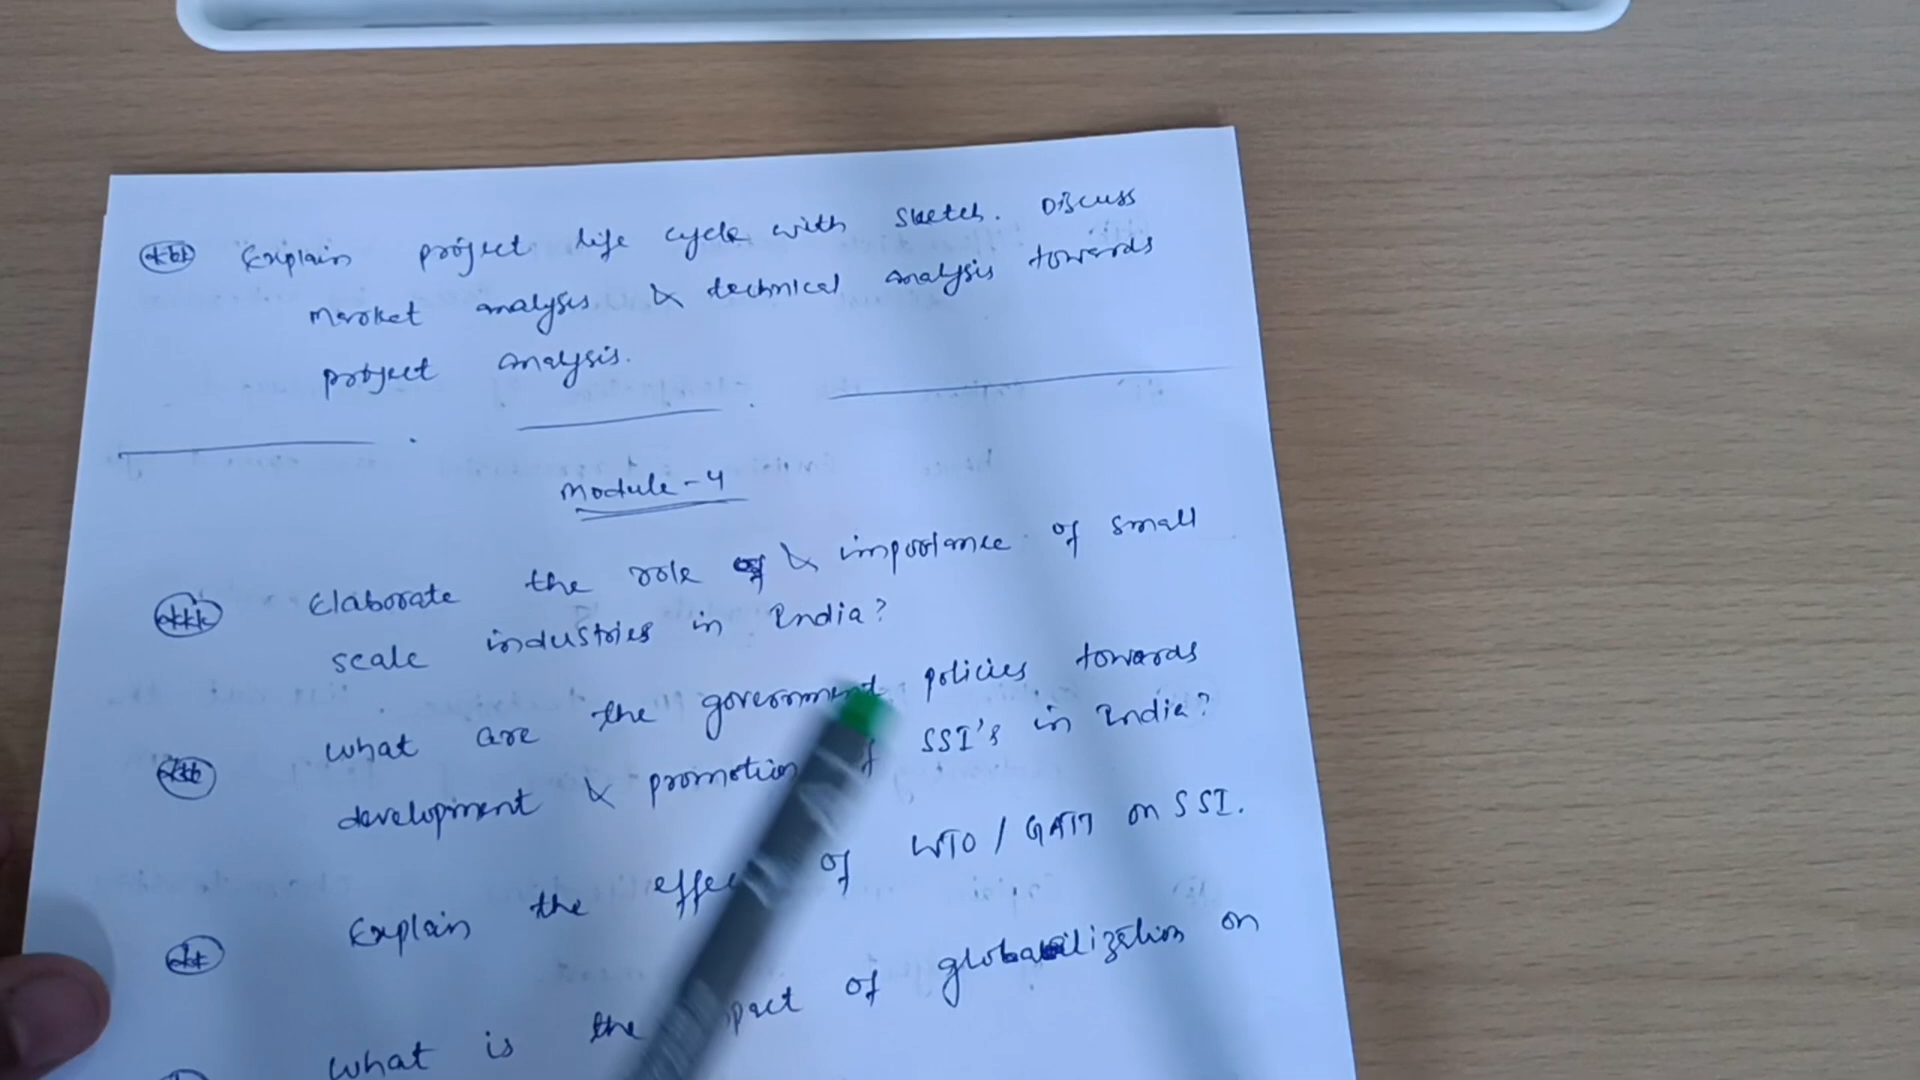 *** Explain project life cycle with sketch. Discuss
market analysis & technical analysis towards
project analysis.
Module-4
*** Elaborate the role & importance of small
scale industries in India?
*** What are the government policies towards
development & promotion of SSI's in India?
** Explain the of WTO / GATT on SSI.
What is the of globalization on